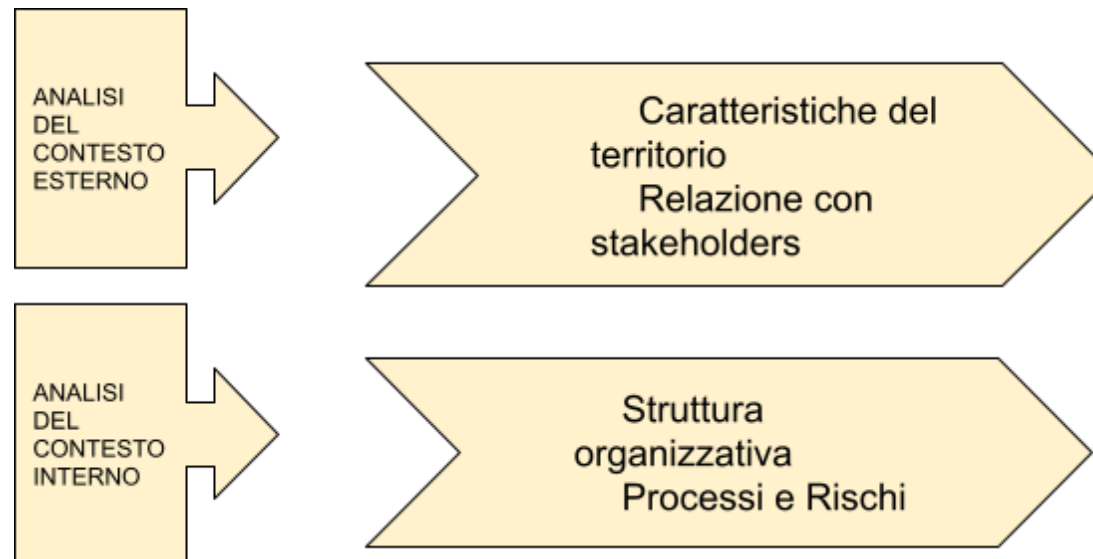 ANALISI
DEL
CONTESTO
ESTERNO
Caratteristiche del
territorio
Relazione con
stakeholders
ANALISI
DEL
CONTESTO
INTERNO
Struttura
organizzativa
Processi e Rischi